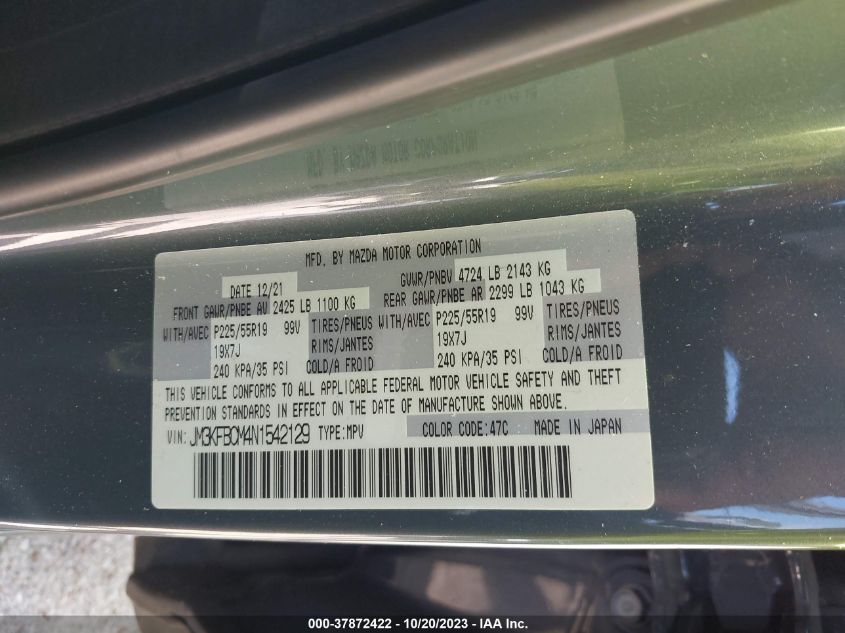 MFD. BY MAZDA MOTOR CORPORATION
DATE 12/21
GVWR/PNBV 4724 LB 2143 KG
FRONT GAWR/PNBE AV 2425 LB 1100 KG
REAR GAWR/PNBE AR 2299 LB 1043 KG
WITH/AVEC P225/55R19 99V TIRES/PNEUS WITH/AVEC P225/55R19 99V TIRES/PNEUS
19X7J RIMS/JANTES 19X7J RIMS/JANTES
240 KPA/35 PSI COLD/A FROID 240 KPA/35 PSI COLD/A FROID
THIS VEHICLE CONFORMS TO ALL APPLICABLE FEDERAL MOTOR VEHICLE SAFETY AND THEFT
PREVENTION STANDARDS IN EFFECT ON THE DATE OF MANUFACTURE SHOWN ABOVE.
VIN: JM3KFBCM4N1542129 TYPE:MPV COLOR CODE:47C MADE IN JAPAN
000-37872422 - 10/20/2023 - IAA Inc.